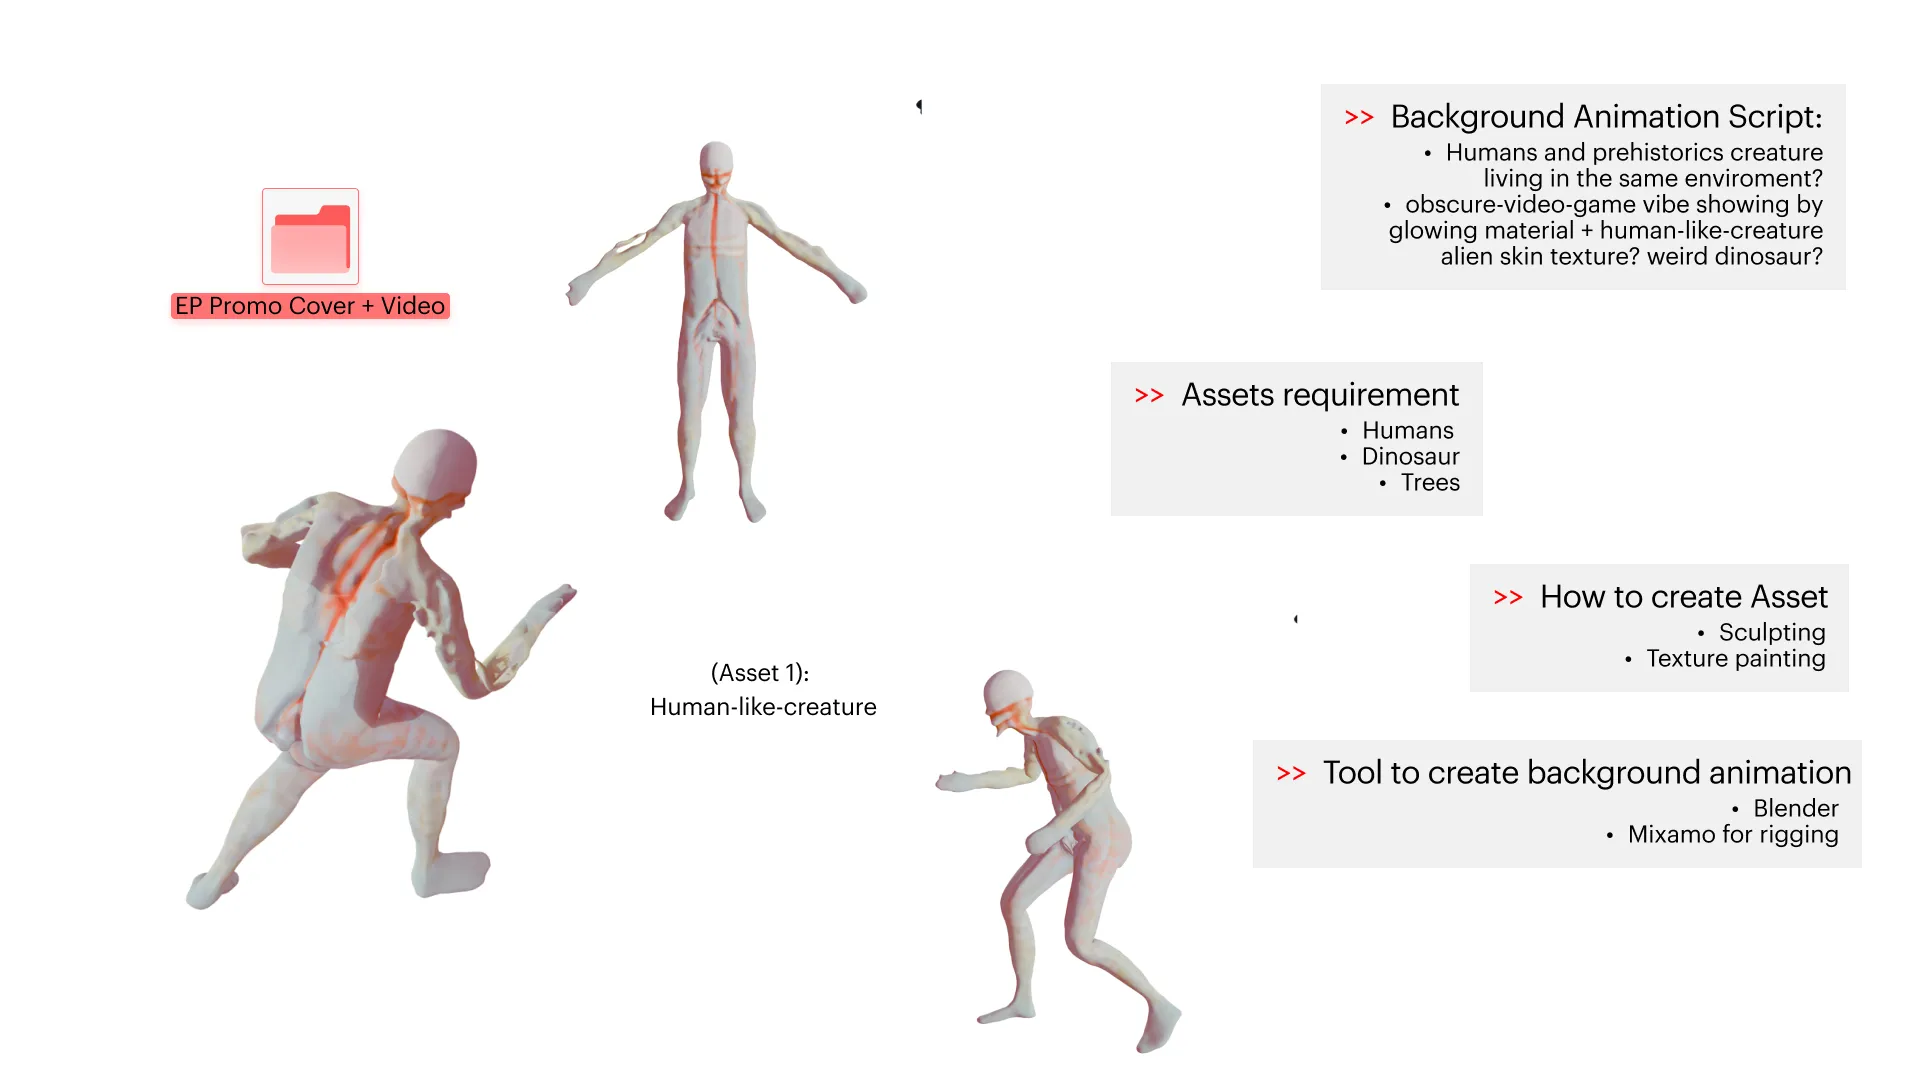 EP Promo Cover + Video
>> Background Animation Script:
• Humans and prehistorics creature
living in the same enviroment?
• obscure-video-game vibe showing by
glowing material + human-like-creature
alien skin texture? weird dinosaur?
>> Assets requirement
• Humans
• Dinosaur
• Trees
>> How to create Asset
• Sculpting
• Texture painting
(Asset 1):
Human-like-creature
>> Tool to create background animation
• Blender
• Mixamo for rigging